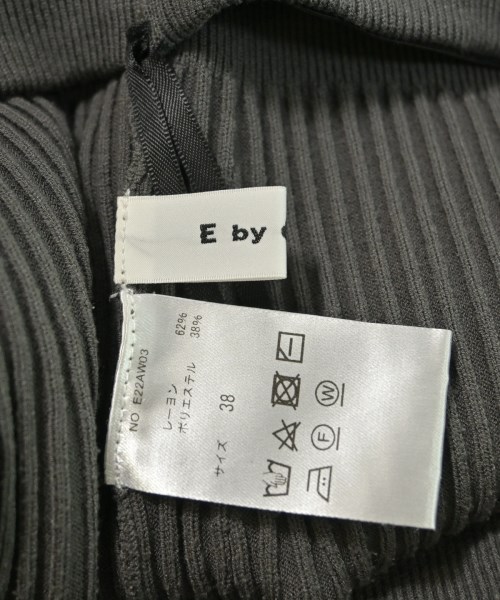 E by
NO E22AW03
レーヨン 62%
ポリエステル 38%
サイズ 38
W
F